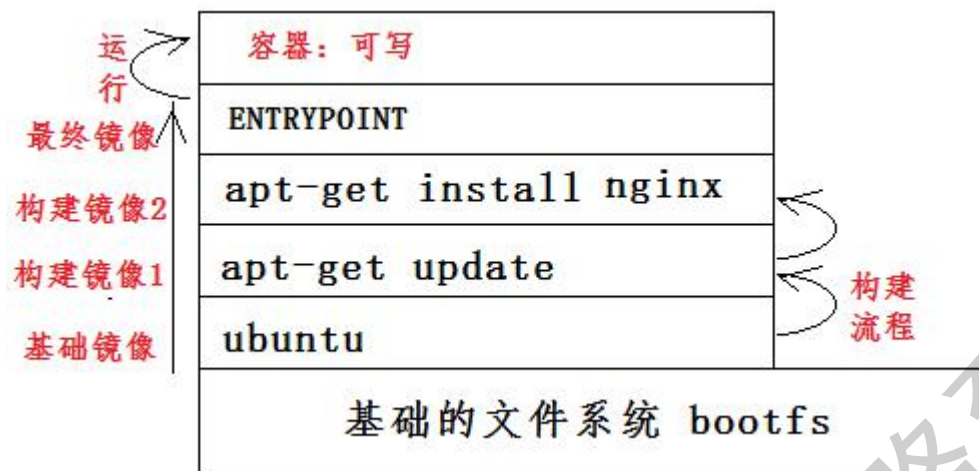 容器：可写
运行
ENTRYPOINT
最终镜像
apt-get install nginx
构建镜像2
apt-get update
构建镜像1
构建流程
ubuntu
基础镜像
基础的文件系统 bootfs